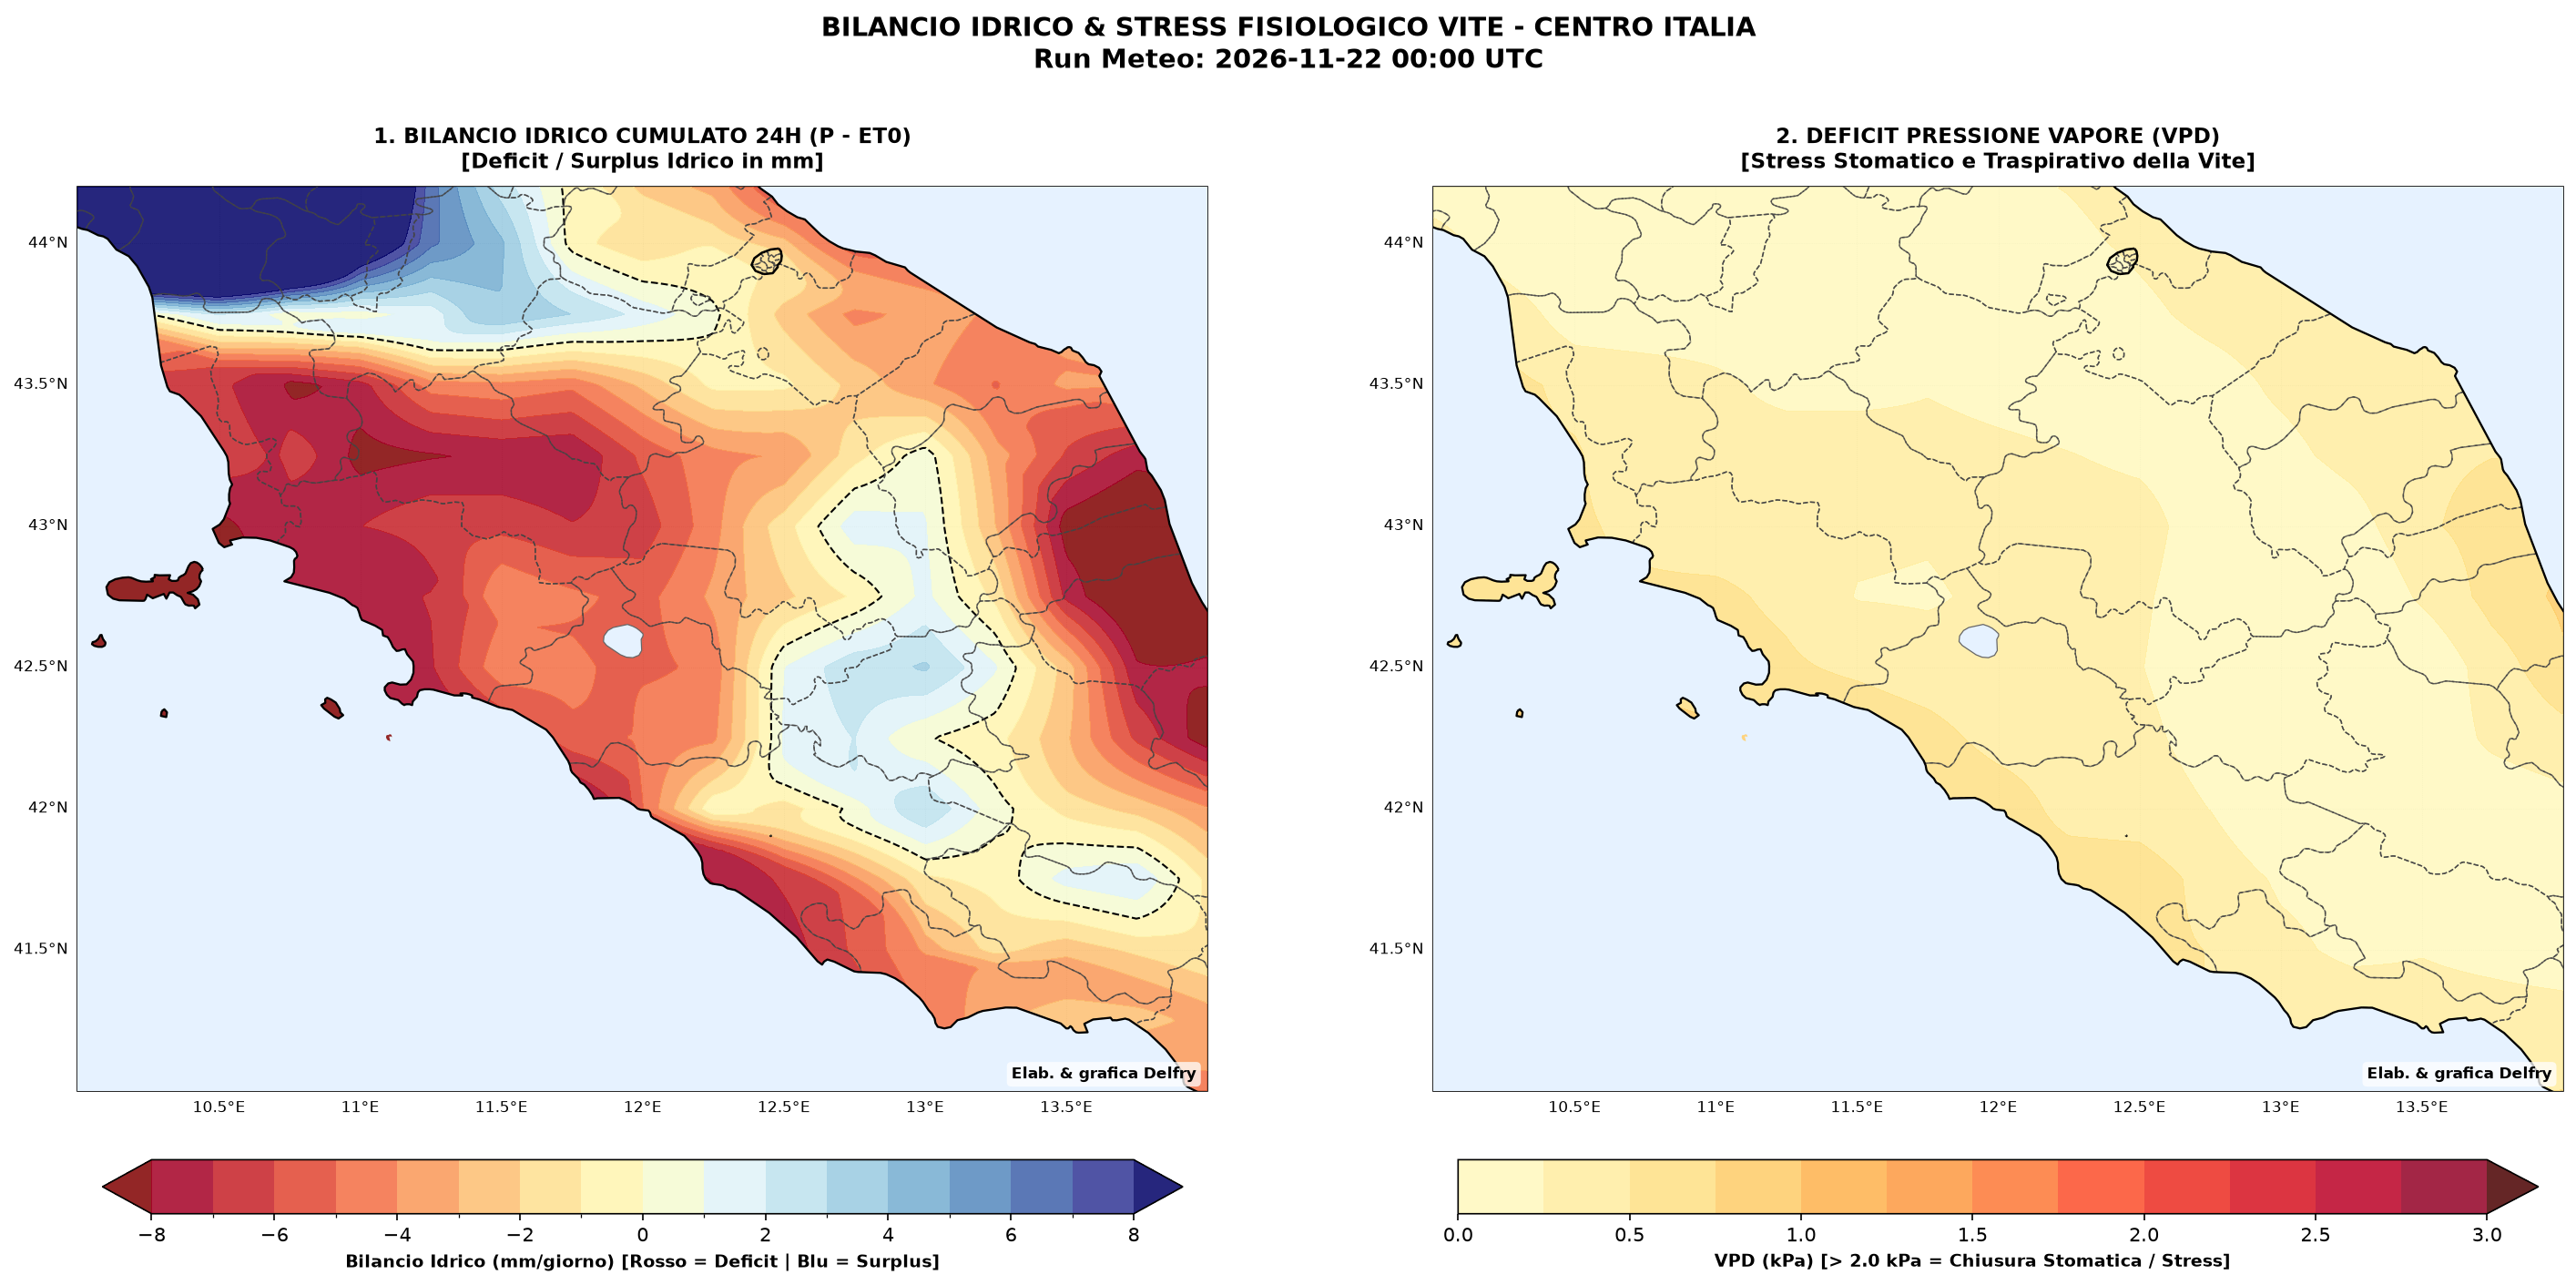 BILANCIO IDRICO & STRESS FISIOLOGICO VITE - CENTRO ITALIA
Run Meteo: 2026-11-22 00:00 UTC
1. BILANCIO IDRICO CUMULATO 24H (P - ET0)
[Deficit / Surplus Idrico in mm]
44°N
43.5°N
43°N
42.5°N
42°N
41.5°N
Elab. & grafica Delfry
10.5°E 11°E 11.5°E 12°E 12.5°E 13°E 13.5°E
−8 −6 −4 −2 0 2 4 6 8
Bilancio Idrico (mm/giorno) [Rosso = Deficit | Blu = Surplus]
2. DEFICIT PRESSIONE VAPORE (VPD)
[Stress Stomatico e Traspirativo della Vite]
44°N
43.5°N
43°N
42.5°N
42°N
41.5°N
Elab. & grafica Delfry
10.5°E 11°E 11.5°E 12°E 12.5°E 13°E 13.5°E
0.0 0.5 1.0 1.5 2.0 2.5 3.0
VPD (kPa) [> 2.0 kPa = Chiusura Stomatica / Stress]